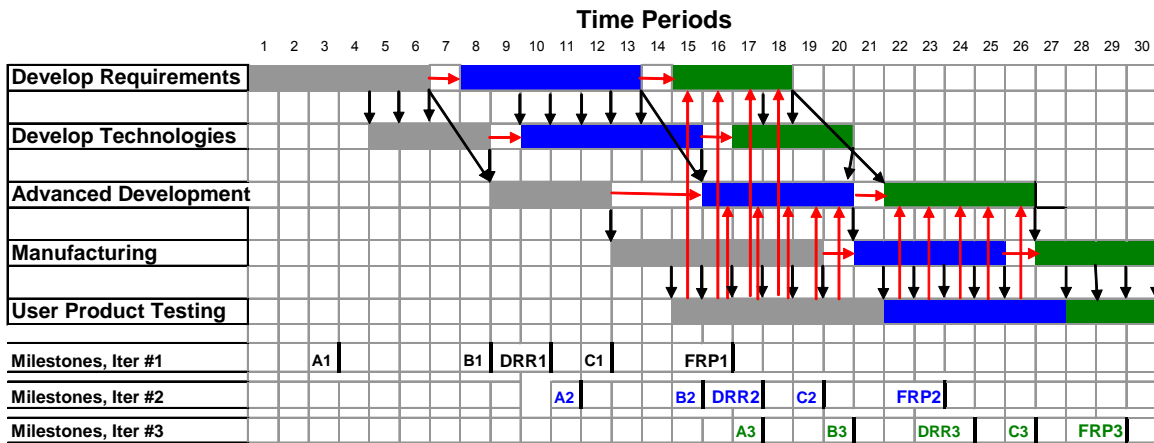 Time Periods
1 2 3 4 5 6 7 8 9 10 11 12 13 14 15 16 17 18 19 20 21 22 23 24 25 26 27 28 29 30
Develop Requirements
Develop Technologies
Advanced Development
Manufacturing
User Product Testing
Milestones, Iter #1 A1 B1 DRR1 C1 FRP1
Milestones, Iter #2 A2 B2 DRR2 C2 FRP2
Milestones, Iter #3 A3 B3 DRR3 C3 FRP3